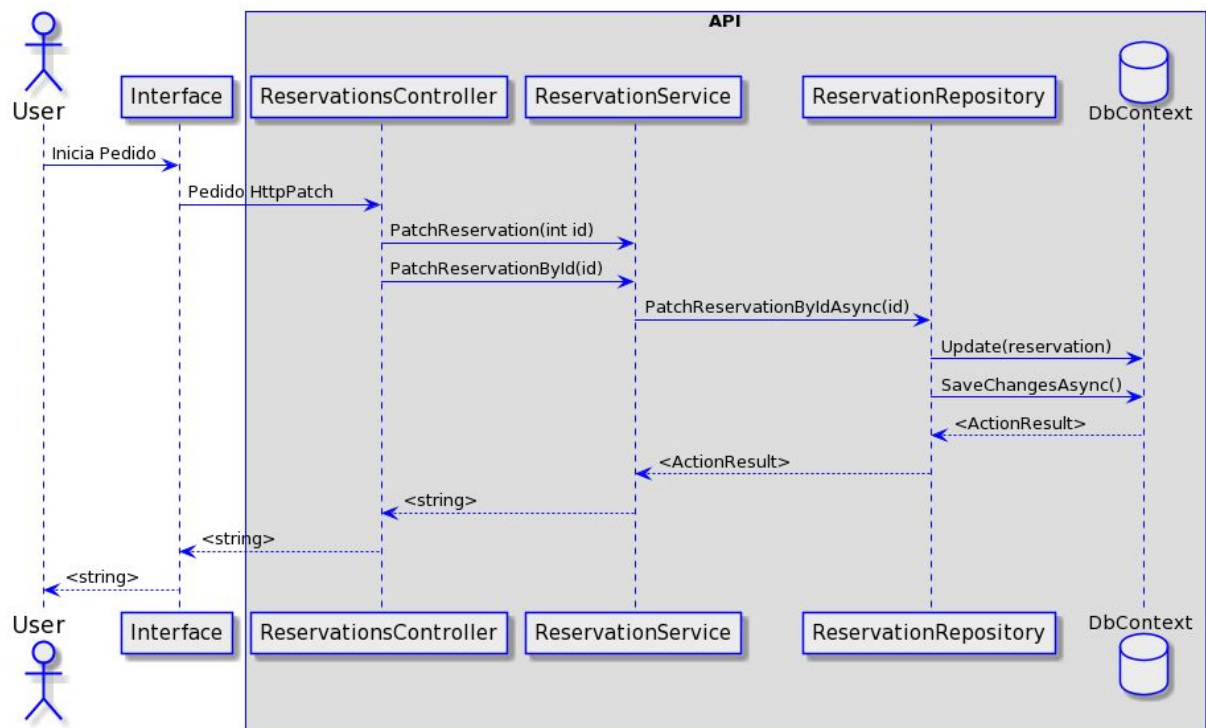 API
User
Interface
ReservationsController
ReservationService
ReservationRepository
DbContext
Inicia Pedido
Pedido HttpPatch
PatchReservation(int id)
PatchReservationById(id)
PatchReservationByIdAsync(id)
Update(reservation)
SaveChangesAsync()
<ActionResult>
<ActionResult>
<string>
<string>
<string>
User
Interface
ReservationsController
ReservationService
ReservationRepository
DbContext